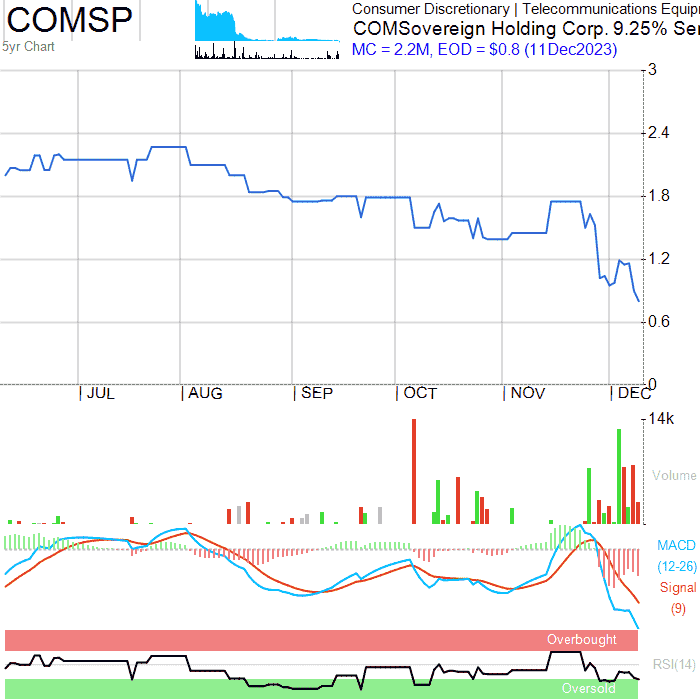 COMSP
5yr Chart
Consumer Discretionary | Telecommunications Equip
COMSovereign Holding Corp. 9.25% Ser
MC = 2.2M, EOD = $0.8 (11Dec2023)
3
2.4
1.8
1.2
0.6
0
| JUL | AUG | SEP | OCT | NOV | DEC
14k
Volume
MACD
(12-26)
Signal
(9)
Overbought
RSI(14)
Oversold